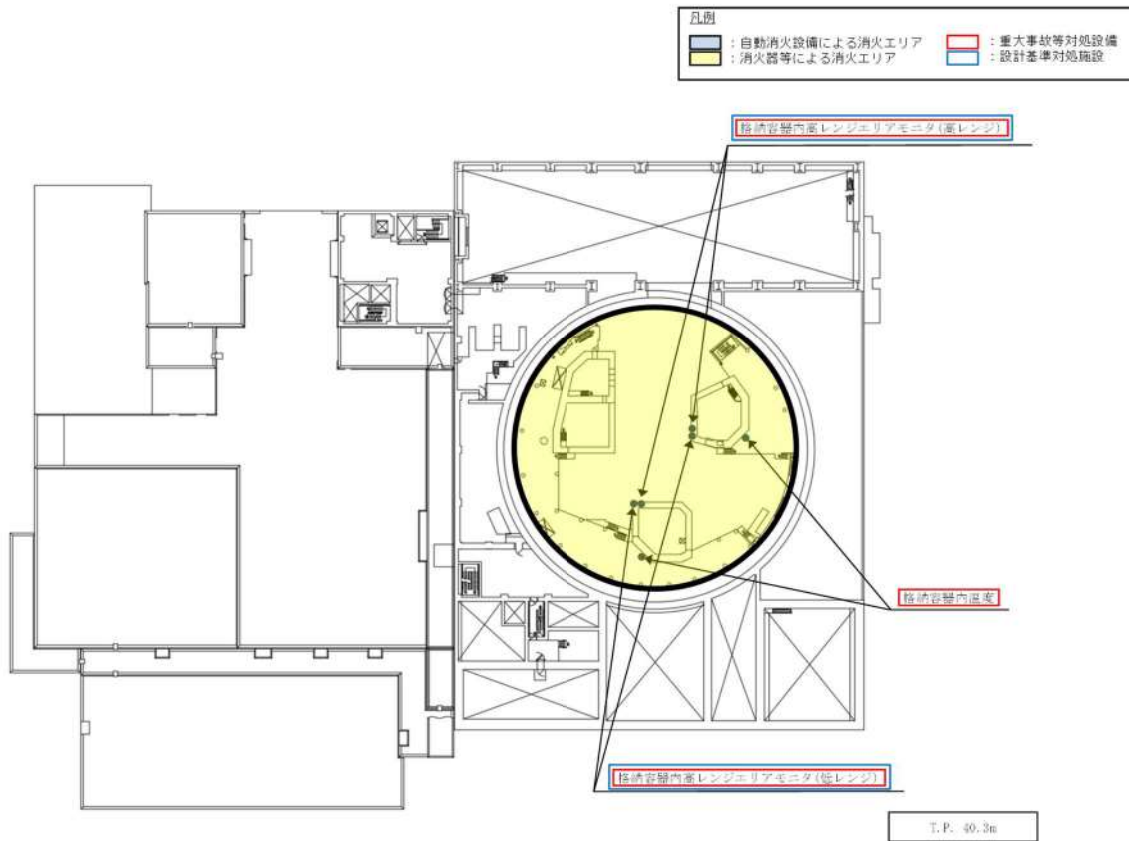 凡例
：自動消火設備による消火エリア
：重大事故等対処設備
：消火器等による消火エリア
：設計基準対処施設
格納容器内高レンジエリアモニタ(高レンジ)
格納容器内温度
格納容器内高レンジエリアモニタ(低レンジ)
T.P. 40.3m